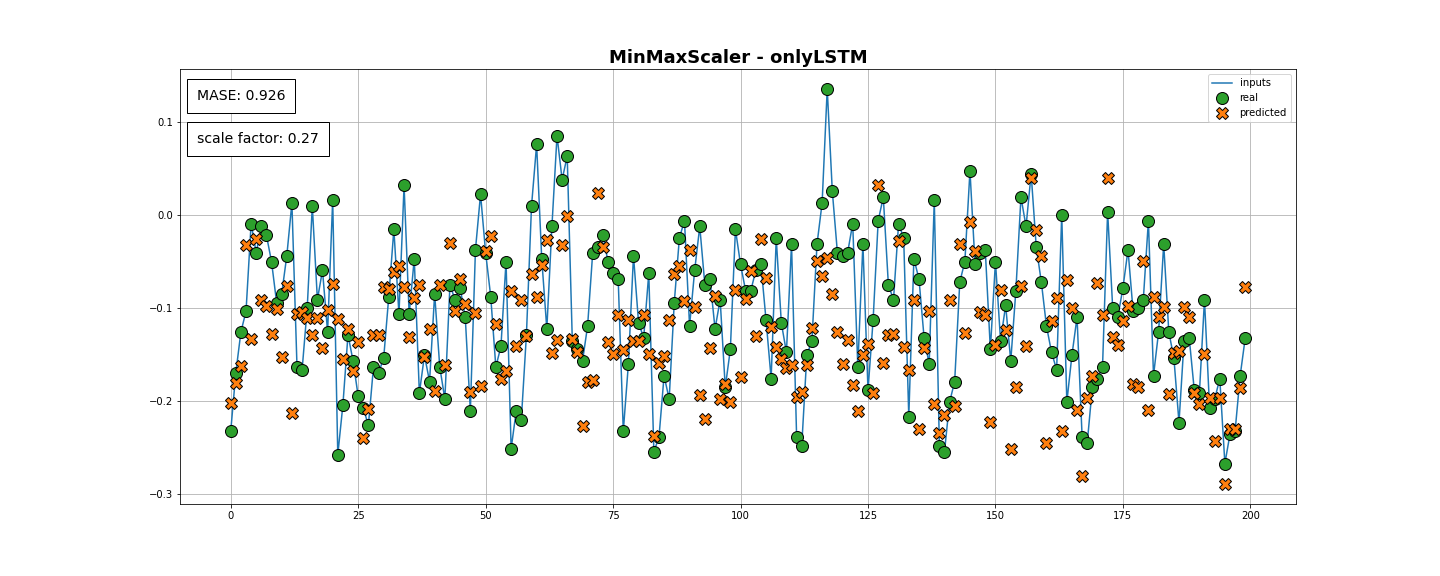 MinMaxScaler - onlyLSTM
MASE: 0.926
scale factor: 0.27
inputs
real
predicted
0.1
0.0
−0.1
−0.2
−0.3
0 25 50 75 100 125 150 175 200